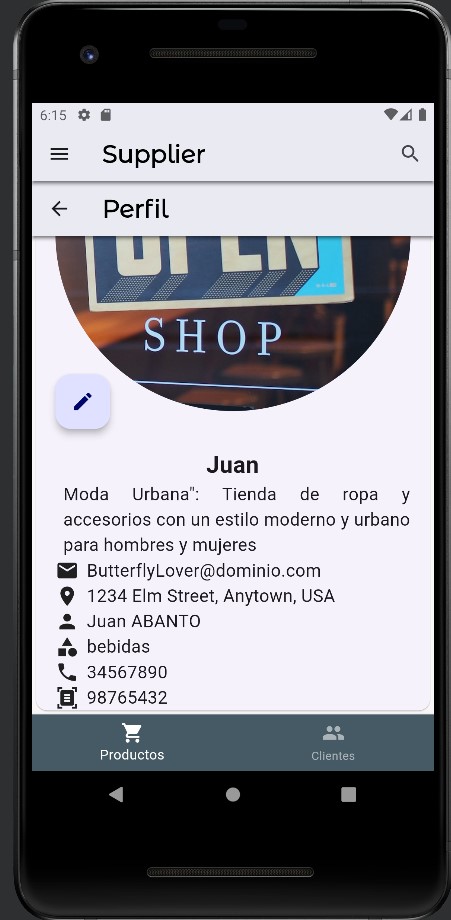 6:15
Supplier
Perfil
OPEN
SHOP
Juan
Moda Urbana": Tienda de ropa y
accesorios con un estilo moderno y urbano
para hombres y mujeres
ButterflyLover@dominio.com
1234 Elm Street, Anytown, USA
Juan ABANTO
bebidas
34567890
98765432
Productos
Clientes